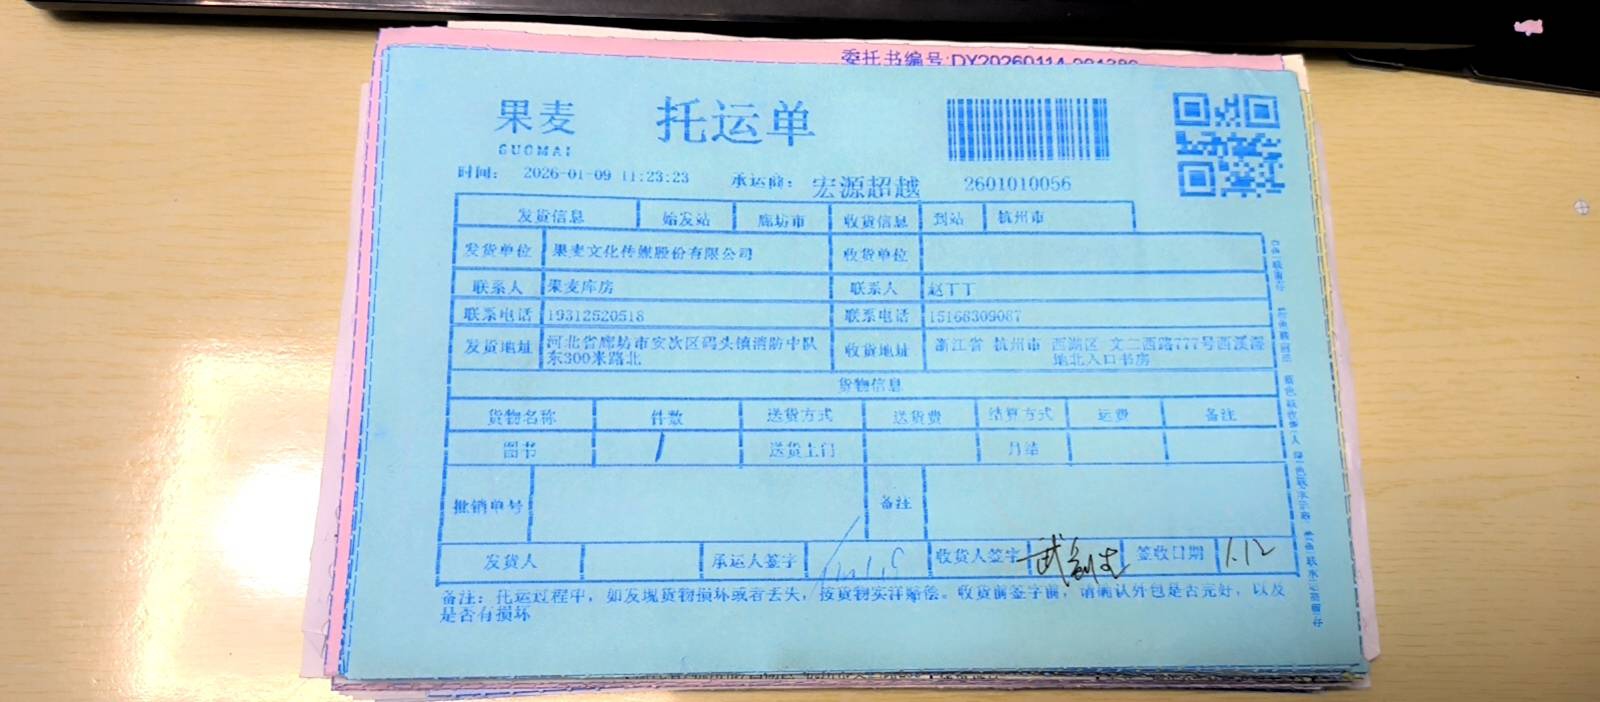 委托书编号:DY20260114-001380
果麦 托运单
GUOMAI
时间: 2026-01-09 11:23:23 承运商: 宏源超越 2601010056
发货信息 始发站 廊坊市 收货信息 到站 杭州市
发货单位 果麦文化传媒股份有限公司 收货单位
联系人 果麦库房 联系人 赵丁丁
联系电话 19312520518 联系电话 15168309087
发货地址 河北省廊坊市安次区码头镇消防中队东300米路北 收货地址 浙江省 杭州市 西湖区 文二西路777号西溪湿地北入口书房
货物信息
货物名称 件数 送货方式 送货费 结算方式 运费 备注
图书 1 送货上门 月结
批销单号 备注
发货人 承运人签字 收货人签字 签收日期 1.12
备注: 托运过程中, 如发现货物损坏或者丢失, 按货物实洋赔偿。收货前签字前, 请确认外包是否完好, 以及
是否有损坏